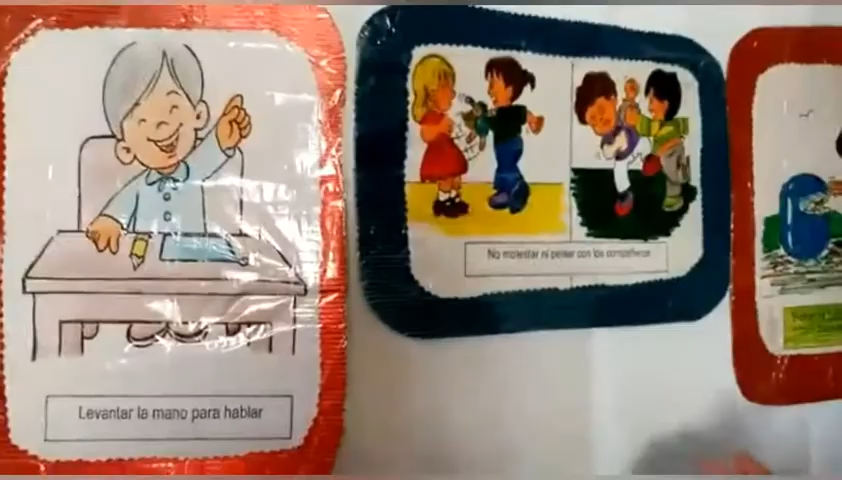 Levantar la mano para hablar
No molestar ni pelear con los compañeros